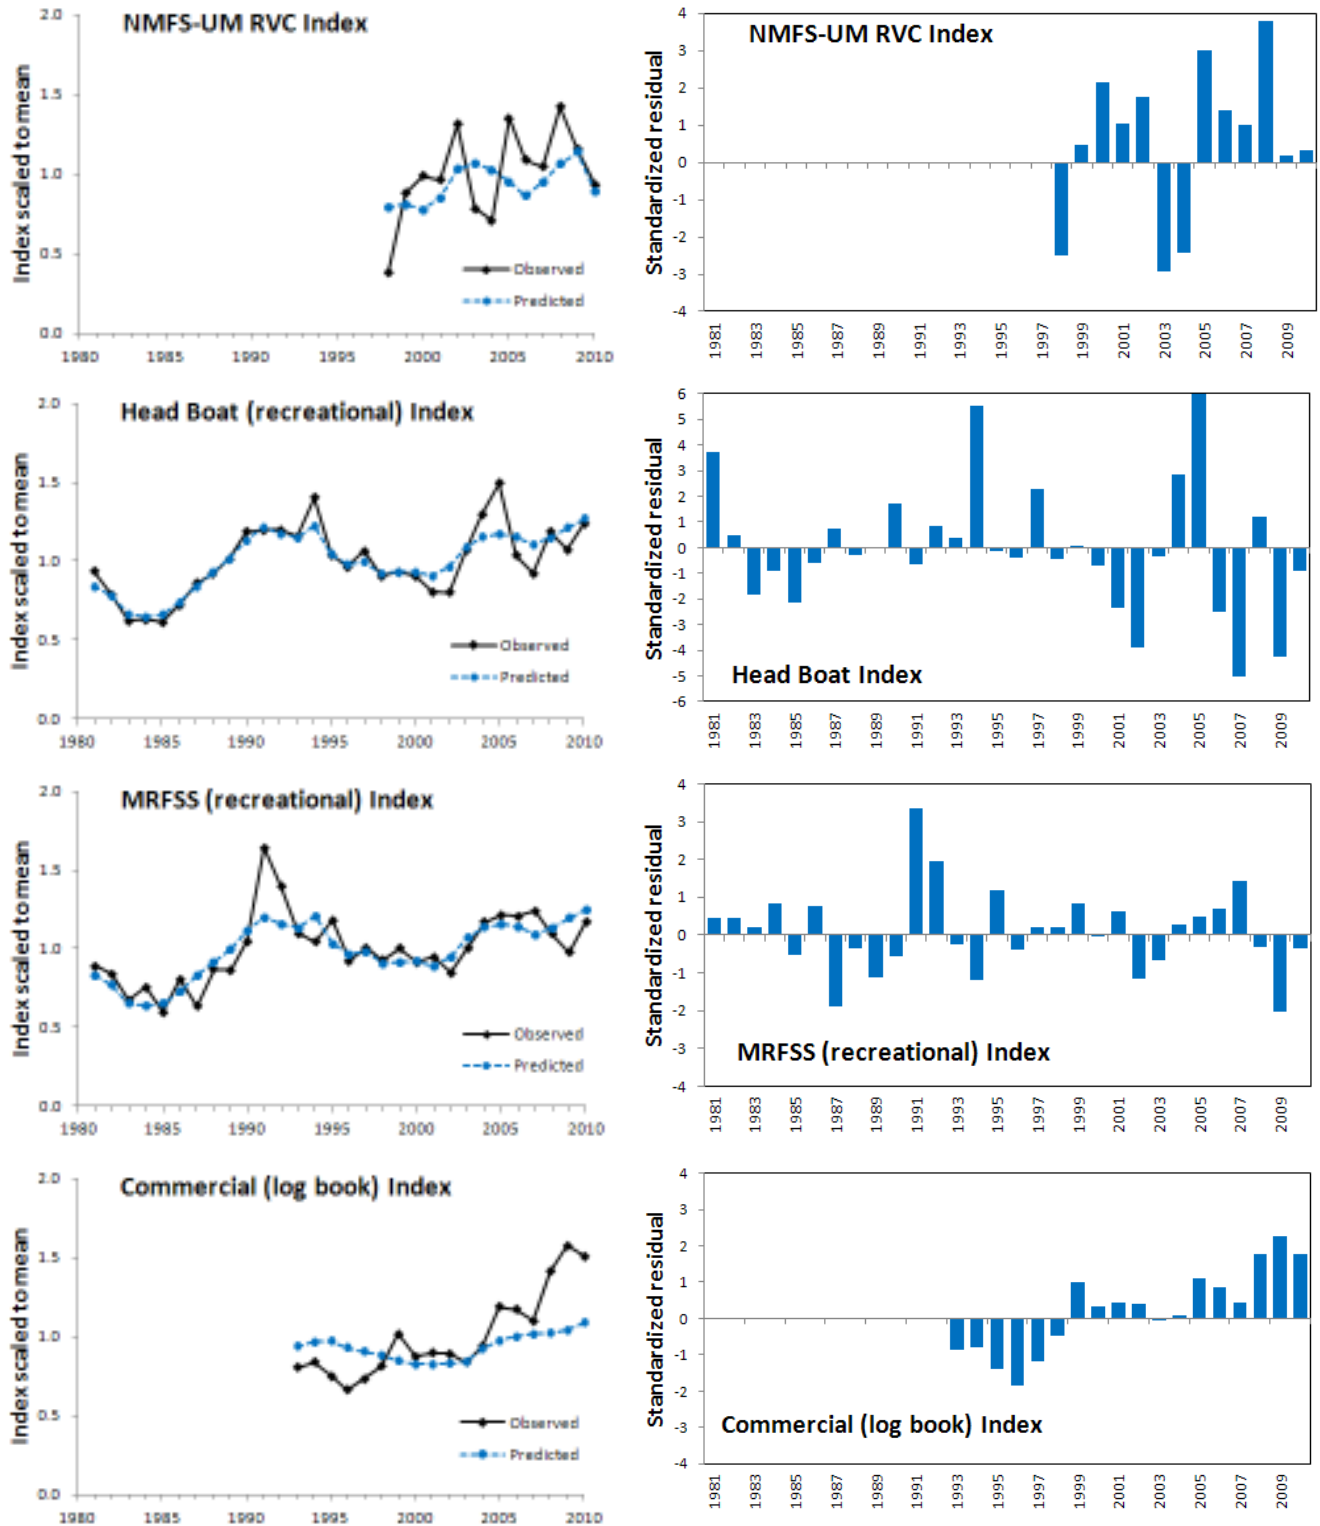 NMFS-UM RVC Index
Index scaled to mean
2.0
1.5
1.0
0.5
0.0
Observed
Predicted
1980 1985 1990 1995 2000 2005 2010
NMFS-UM RVC Index
Standardized residual
4
3
2
1
0
-1
-2
-3
-4
1981 1983 1985 1987 1989 1991 1993 1995 1997 1999 2001 2003 2005 2007 2009
Head Boat (recreational) Index
Index scaled to mean
2.0
1.5
1.0
0.5
0.0
Observed
Predicted
1980 1985 1990 1995 2000 2005 2010
Standardized residual
6
5
4
3
2
1
0
-1
-2
-3
-4
-5
-6
Head Boat Index
1981 1983 1985 1987 1989 1991 1993 1995 1997 1999 2001 2003 2005 2007 2009
MRFSS (recreational) Index
Index scaled to mean
2.0
1.5
1.0
0.5
0.0
Observed
Predicted
1980 1985 1990 1995 2000 2005 2010
Standardized residual
4
3
2
1
0
-1
-2
-3
-4
MRFSS (recreational) Index
1981 1983 1985 1987 1989 1991 1993 1995 1997 1999 2001 2003 2005 2007 2009
Commercial (log book) Index
Index scaled to mean
2.0
1.5
1.0
0.5
0.0
Observed
Predicted
1980 1985 1990 1995 2000 2005 2010
Standardized residual
4
3
2
1
0
-1
-2
-3
-4
Commercial (log book) Index
1981 1983 1985 1987 1989 1991 1993 1995 1997 1999 2001 2003 2005 2007 2009